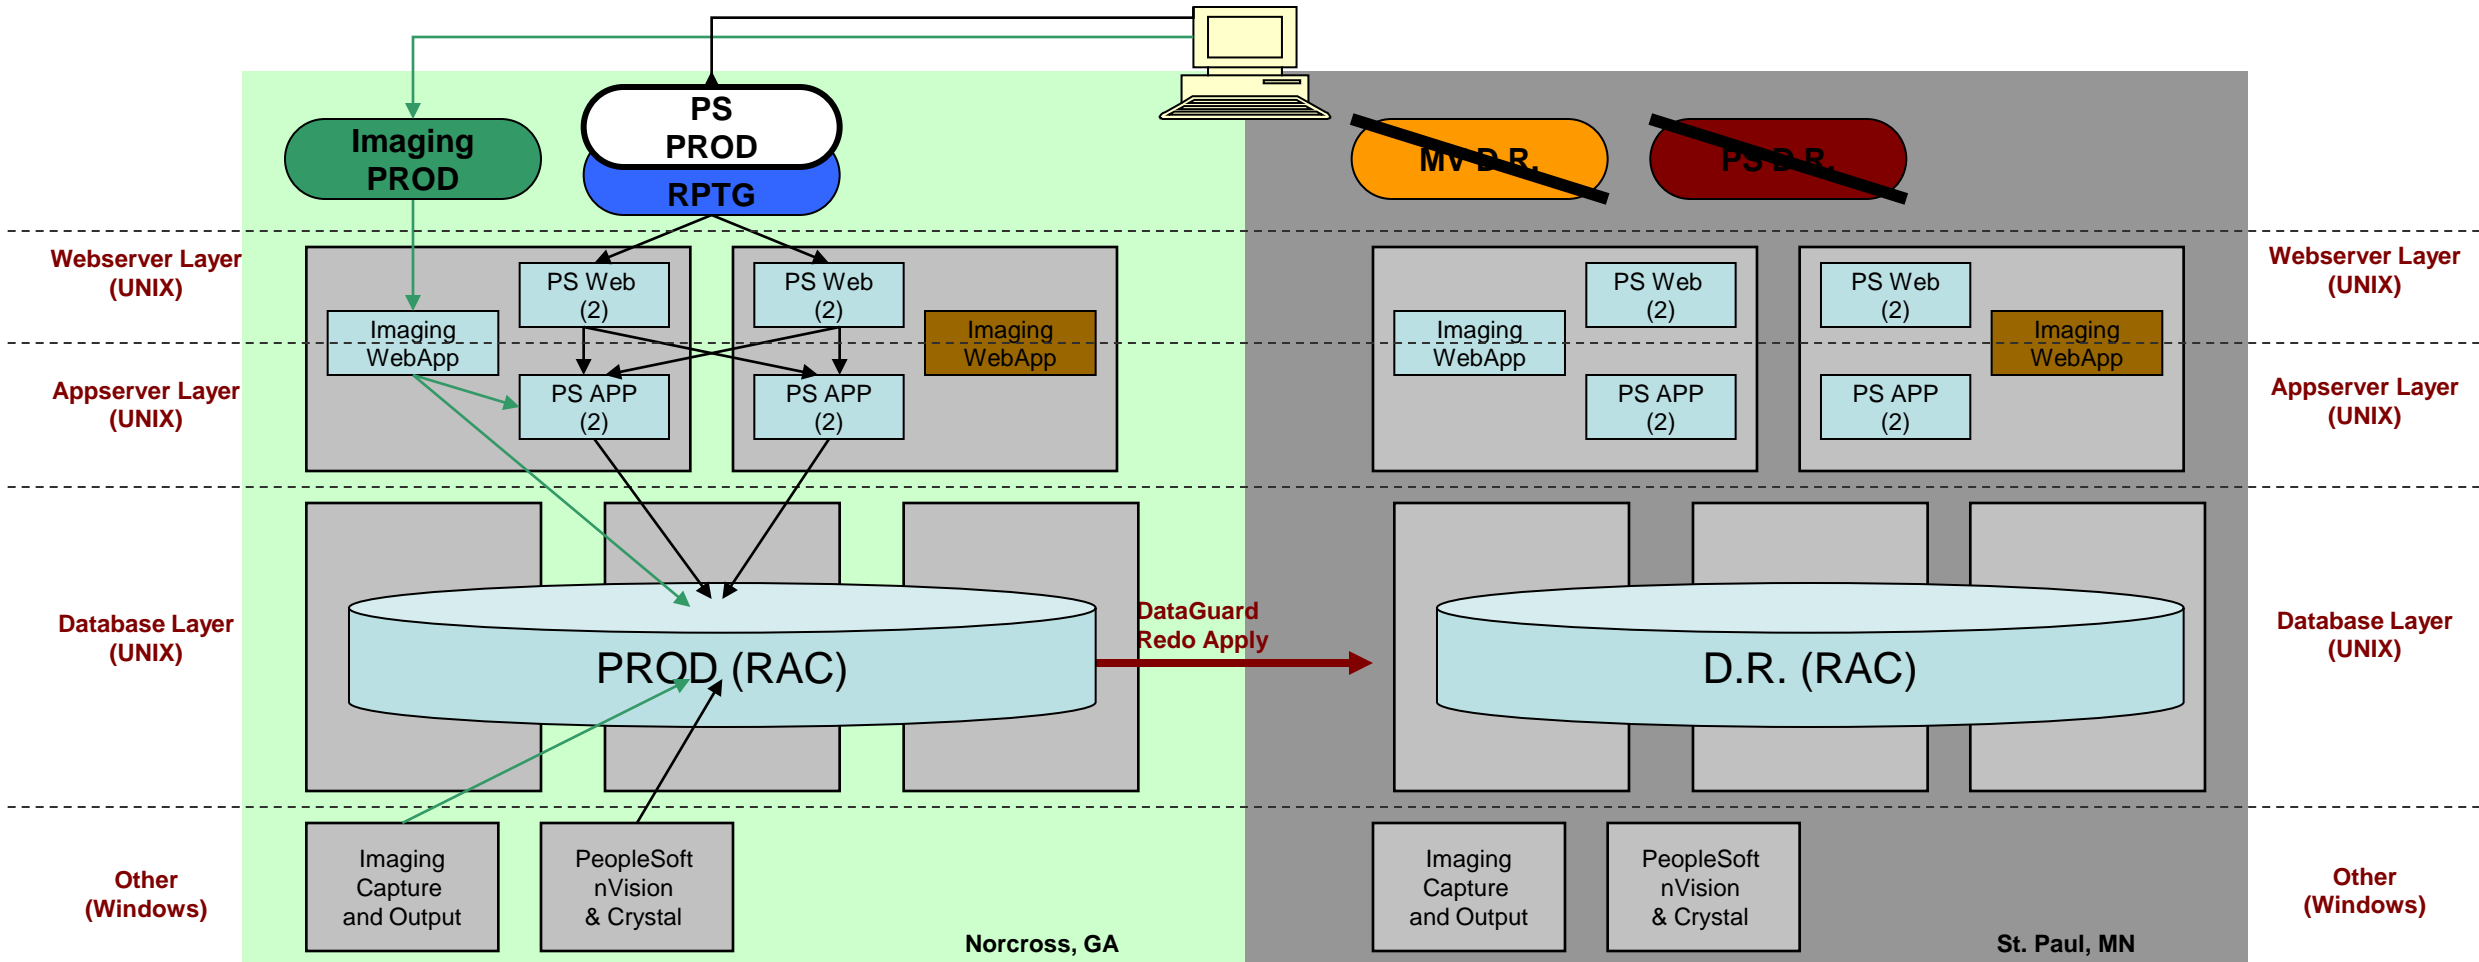 Imaging
PROD
PS
PROD
RPTG
MV D.R.
PS D.R.
Webserver Layer
(UNIX)
PS Web
(2)
PS Web
(2)
Imaging
WebApp
Imaging
WebApp
PS Web
(2)
PS Web
(2)
Imaging
WebApp
Imaging
WebApp
Webserver Layer
(UNIX)
Appserver Layer
(UNIX)
PS APP
(2)
PS APP
(2)
PS APP
(2)
PS APP
(2)
Appserver Layer
(UNIX)
Database Layer
(UNIX)
PROD (RAC)
DataGuard
Redo Apply
D.R. (RAC)
Database Layer
(UNIX)
Other
(Windows)
Imaging
Capture
and Output
PeopleSoft
nVision
& Crystal
Norcross, GA
Imaging
Capture
and Output
PeopleSoft
nVision
& Crystal
St. Paul, MN
Other
(Windows)